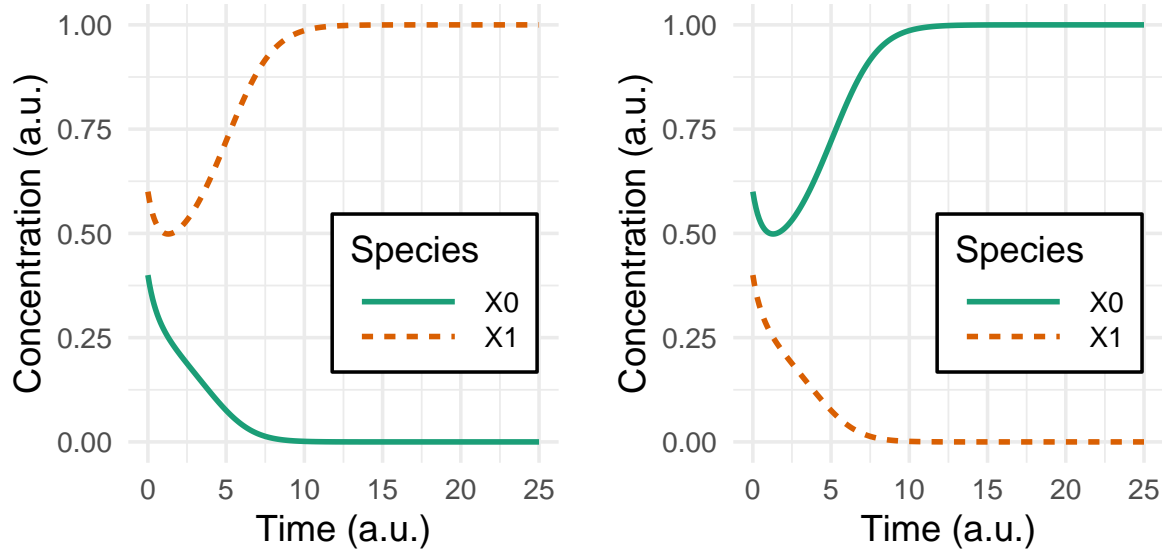 1.00
0.75
0.50
0.25
0.00
Concentration (a.u.)
0 5 10 15 20 25
Time (a.u.)
Species
X0
X1
1.00
0.75
0.50
0.25
0.00
Concentration (a.u.)
0 5 10 15 20 25
Time (a.u.)
Species
X0
X1